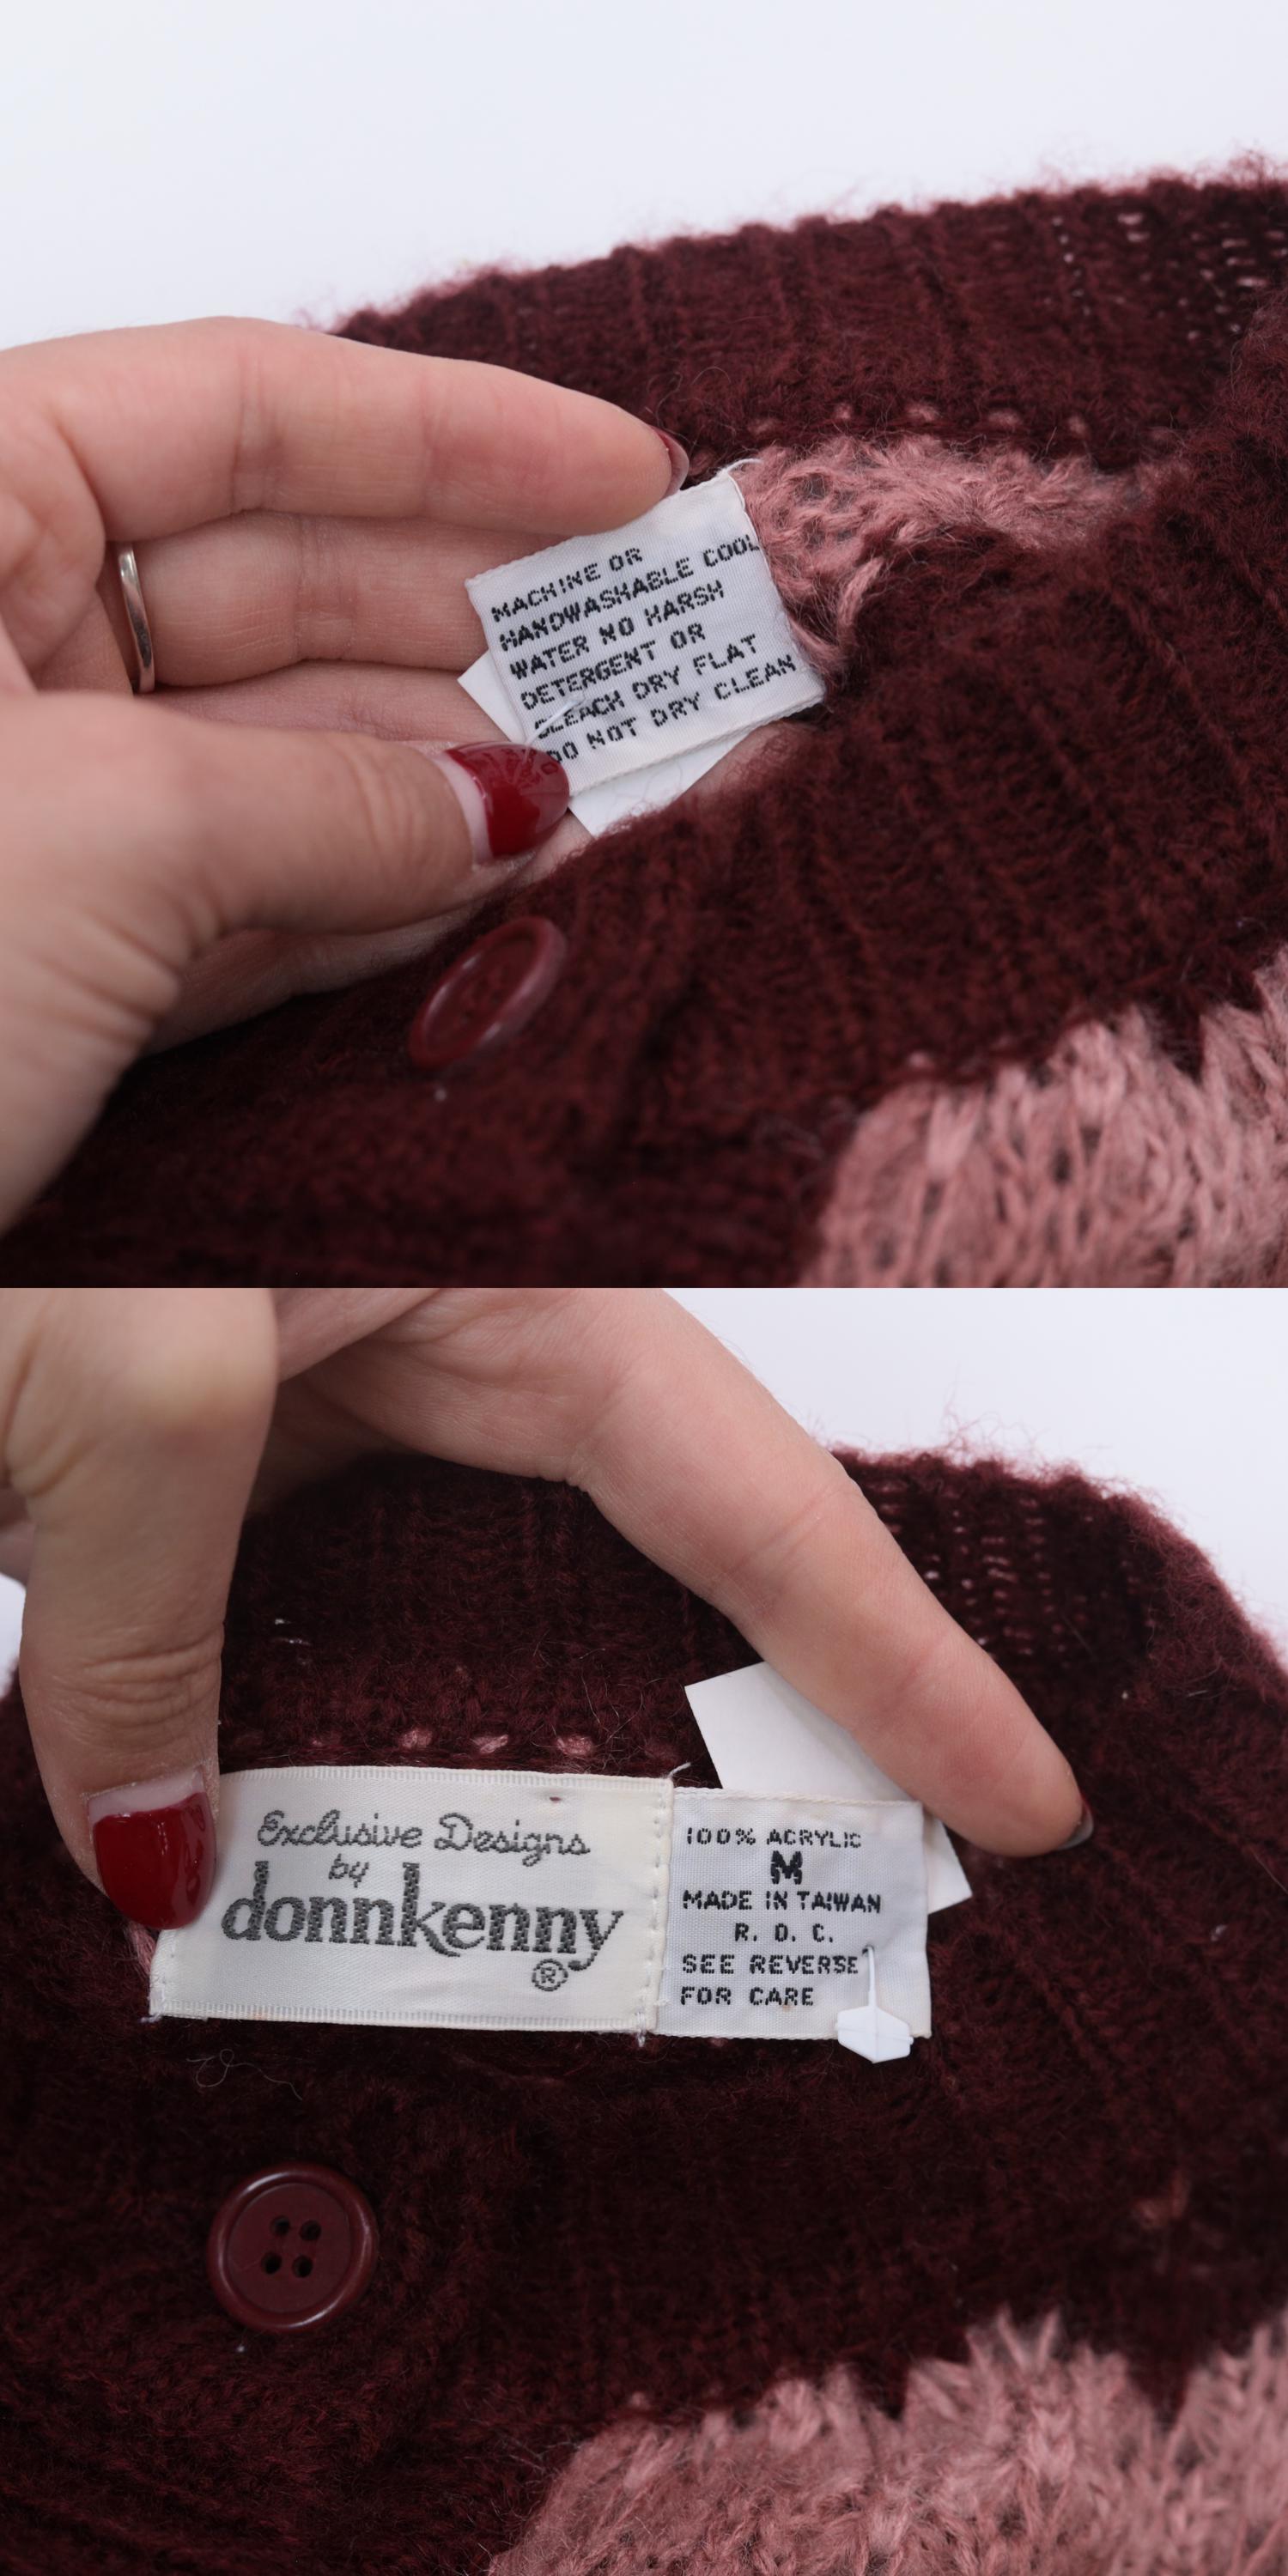 MACHINE OR
HANDWASHABLE COOL
WATER NO HARSH
DETERGENT OR
BLEACH DRY FLAT
DO NOT DRY CLEAN
Exclusive Designs
by
donnkenny
®
100% ACRYLIC
M
MADE IN TAIWAN
R. O. C.
SEE REVERSE
FOR CARE